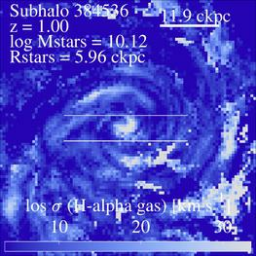 Subhalo 384536
11.9 ckpc
z = 1.00
log Mstars = 10.12
Rstars = 5.96 ckpc
los σ (H-alpha gas) [km s⁻¹]
10 20 30